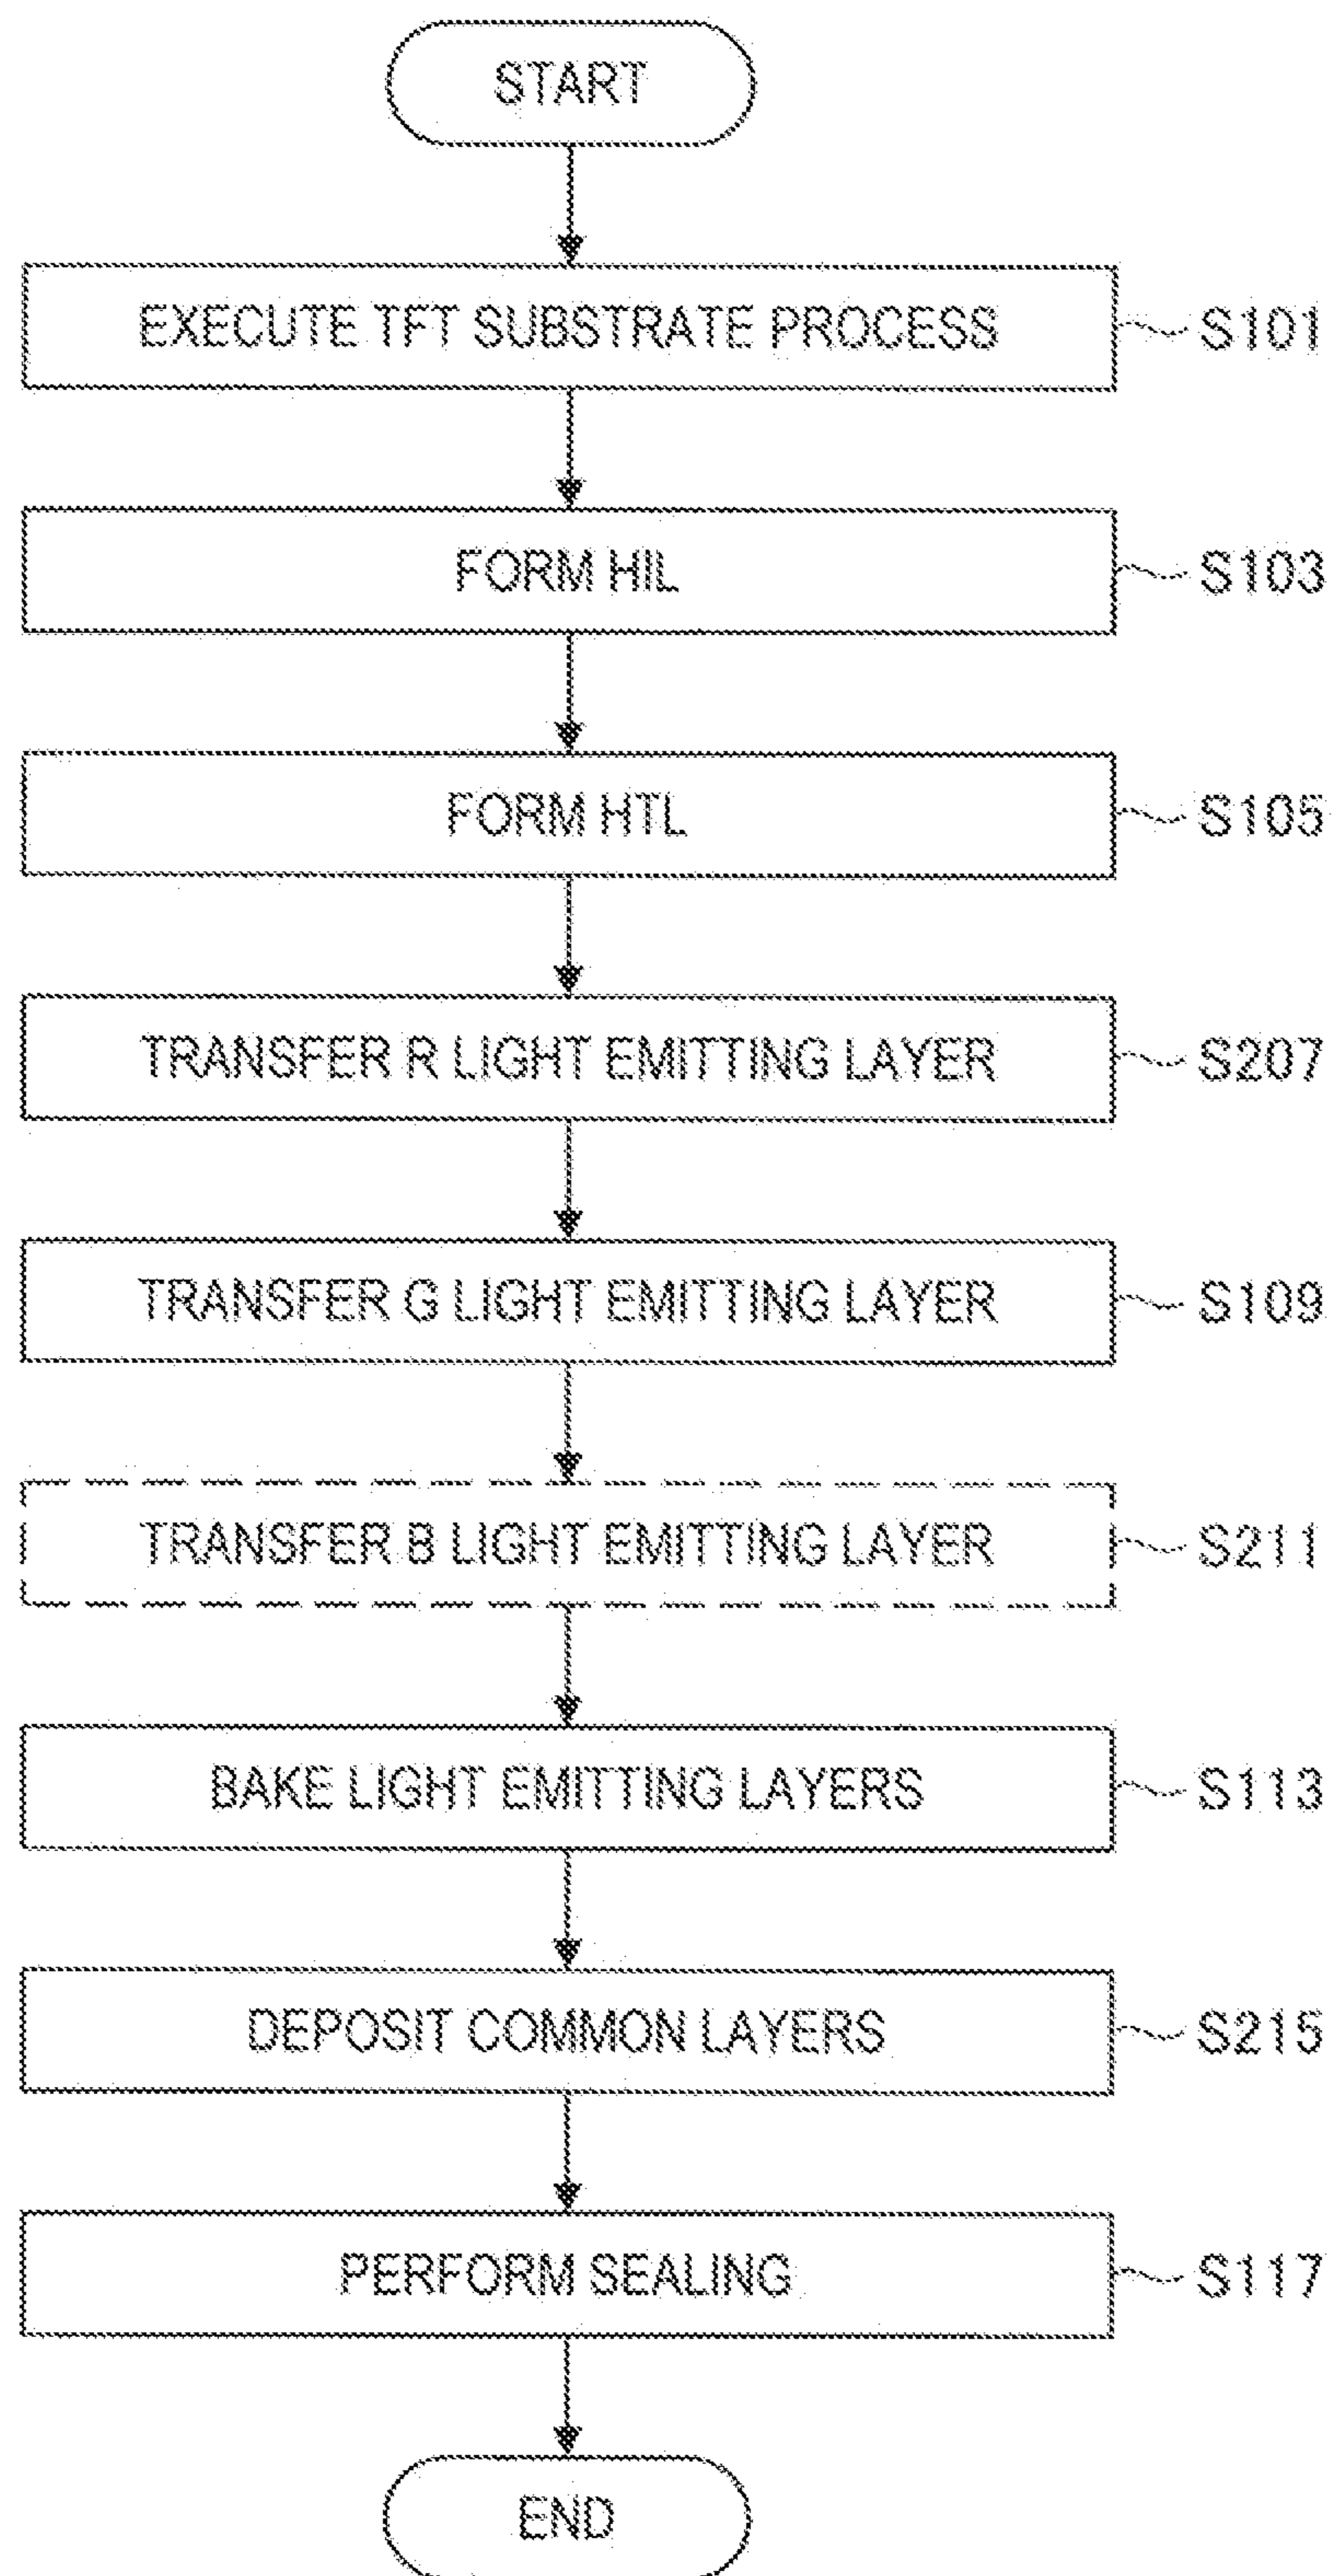 START
EXECUTE TFT SUBSTRATE PROCESS S101
FORM HIL S103
FORM HTL S105
TRANSFER R LIGHT EMITTING LAYER S207
TRANSFER G LIGHT EMITTING LAYER S109
TRANSFER B LIGHT EMITTING LAYER S211
BAKE LIGHT EMITTING LAYERS S113
DEPOSIT COMMON LAYERS S215
PERFORM SEALING S117
END